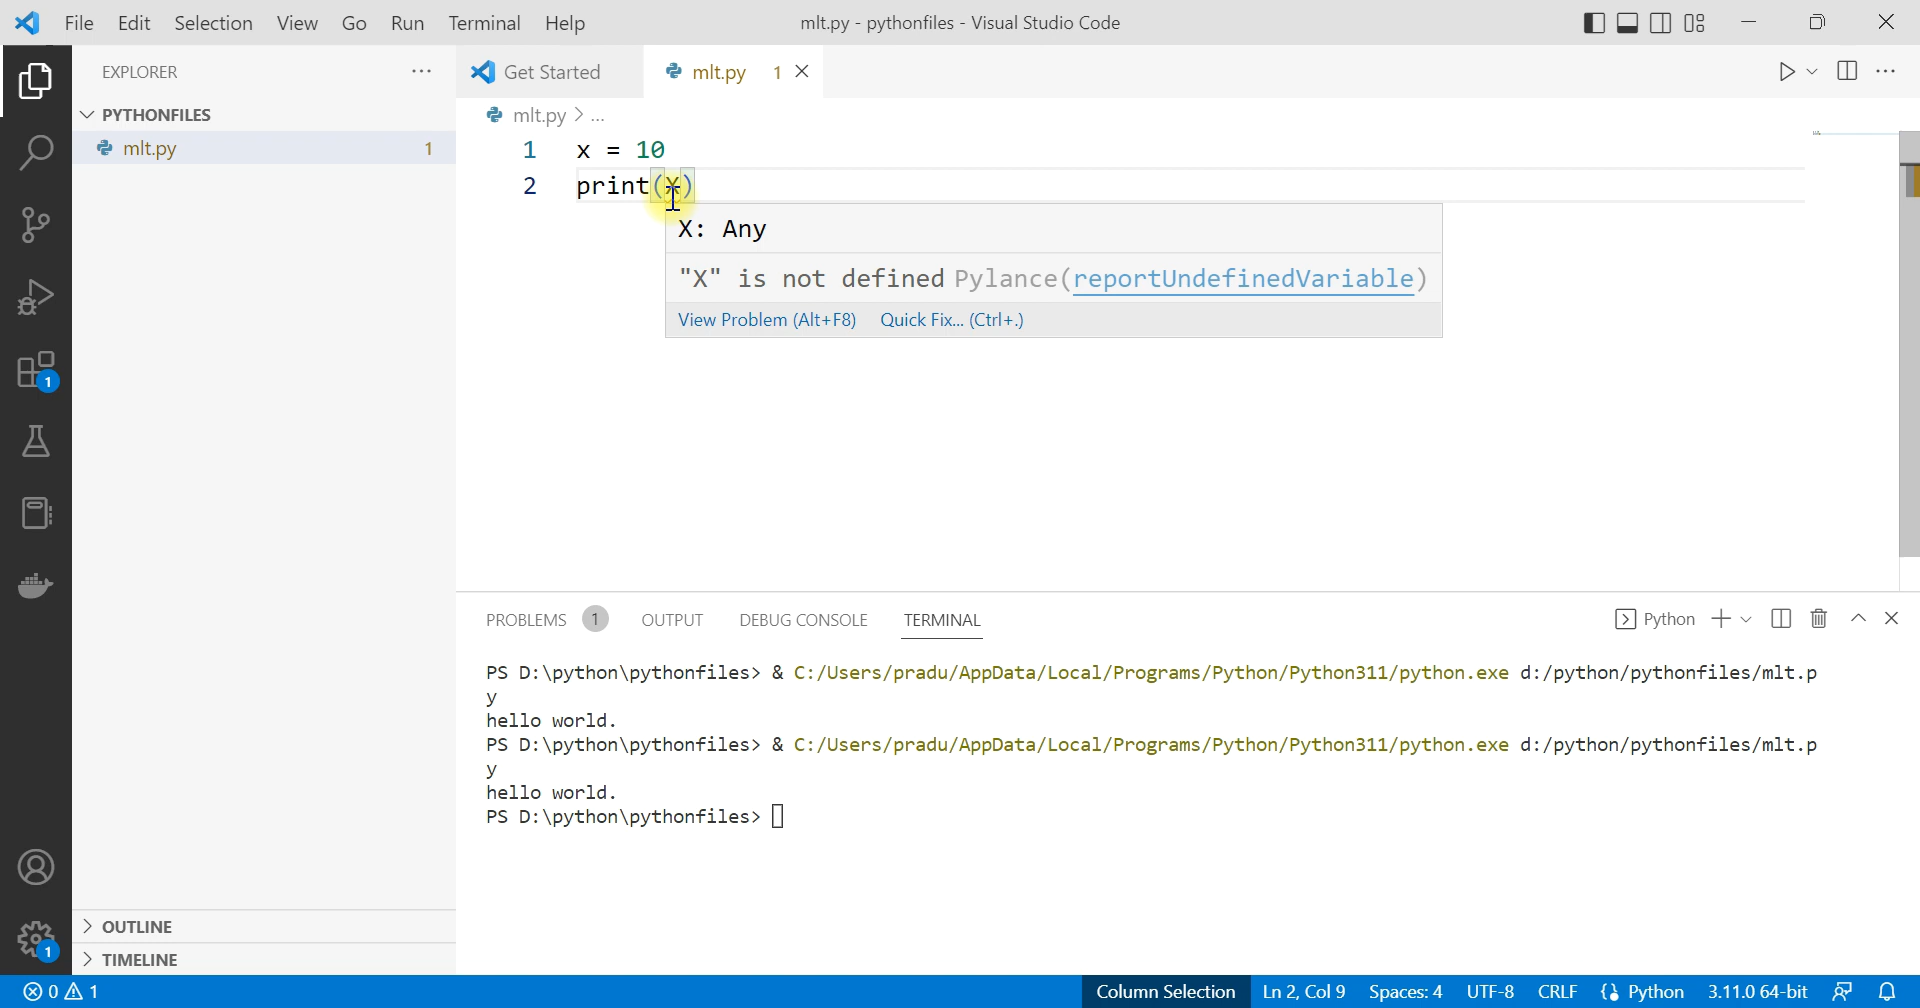 File Edit Selection View Go Run Terminal Help mlt.py - pythonfiles - Visual Studio Code
EXPLORER
PYTHONFILES
mlt.py 1
Get Started mlt.py 1
mlt.py > ...
1 x = 10
2 print(X)
X: Any
"X" is not defined Pylance(reportUndefinedVariable)
View Problem (Alt+F8) Quick Fix... (Ctrl+.)
1
PROBLEMS 1 OUTPUT DEBUG CONSOLE TERMINAL Python
PS D:\python\pythonfiles> & C:/Users/pradu/AppData/Local/Programs/Python/Python311/python.exe d:/python/pythonfiles/mlt.p
y
hello world.
PS D:\python\pythonfiles> & C:/Users/pradu/AppData/Local/Programs/Python/Python311/python.exe d:/python/pythonfiles/mlt.p
y
hello world.
PS D:\python\pythonfiles>
OUTLINE
1
TIMELINE
0 1 Column Selection Ln 2, Col 9 Spaces: 4 UTF-8 CRLF Python 3.11.0 64-bit